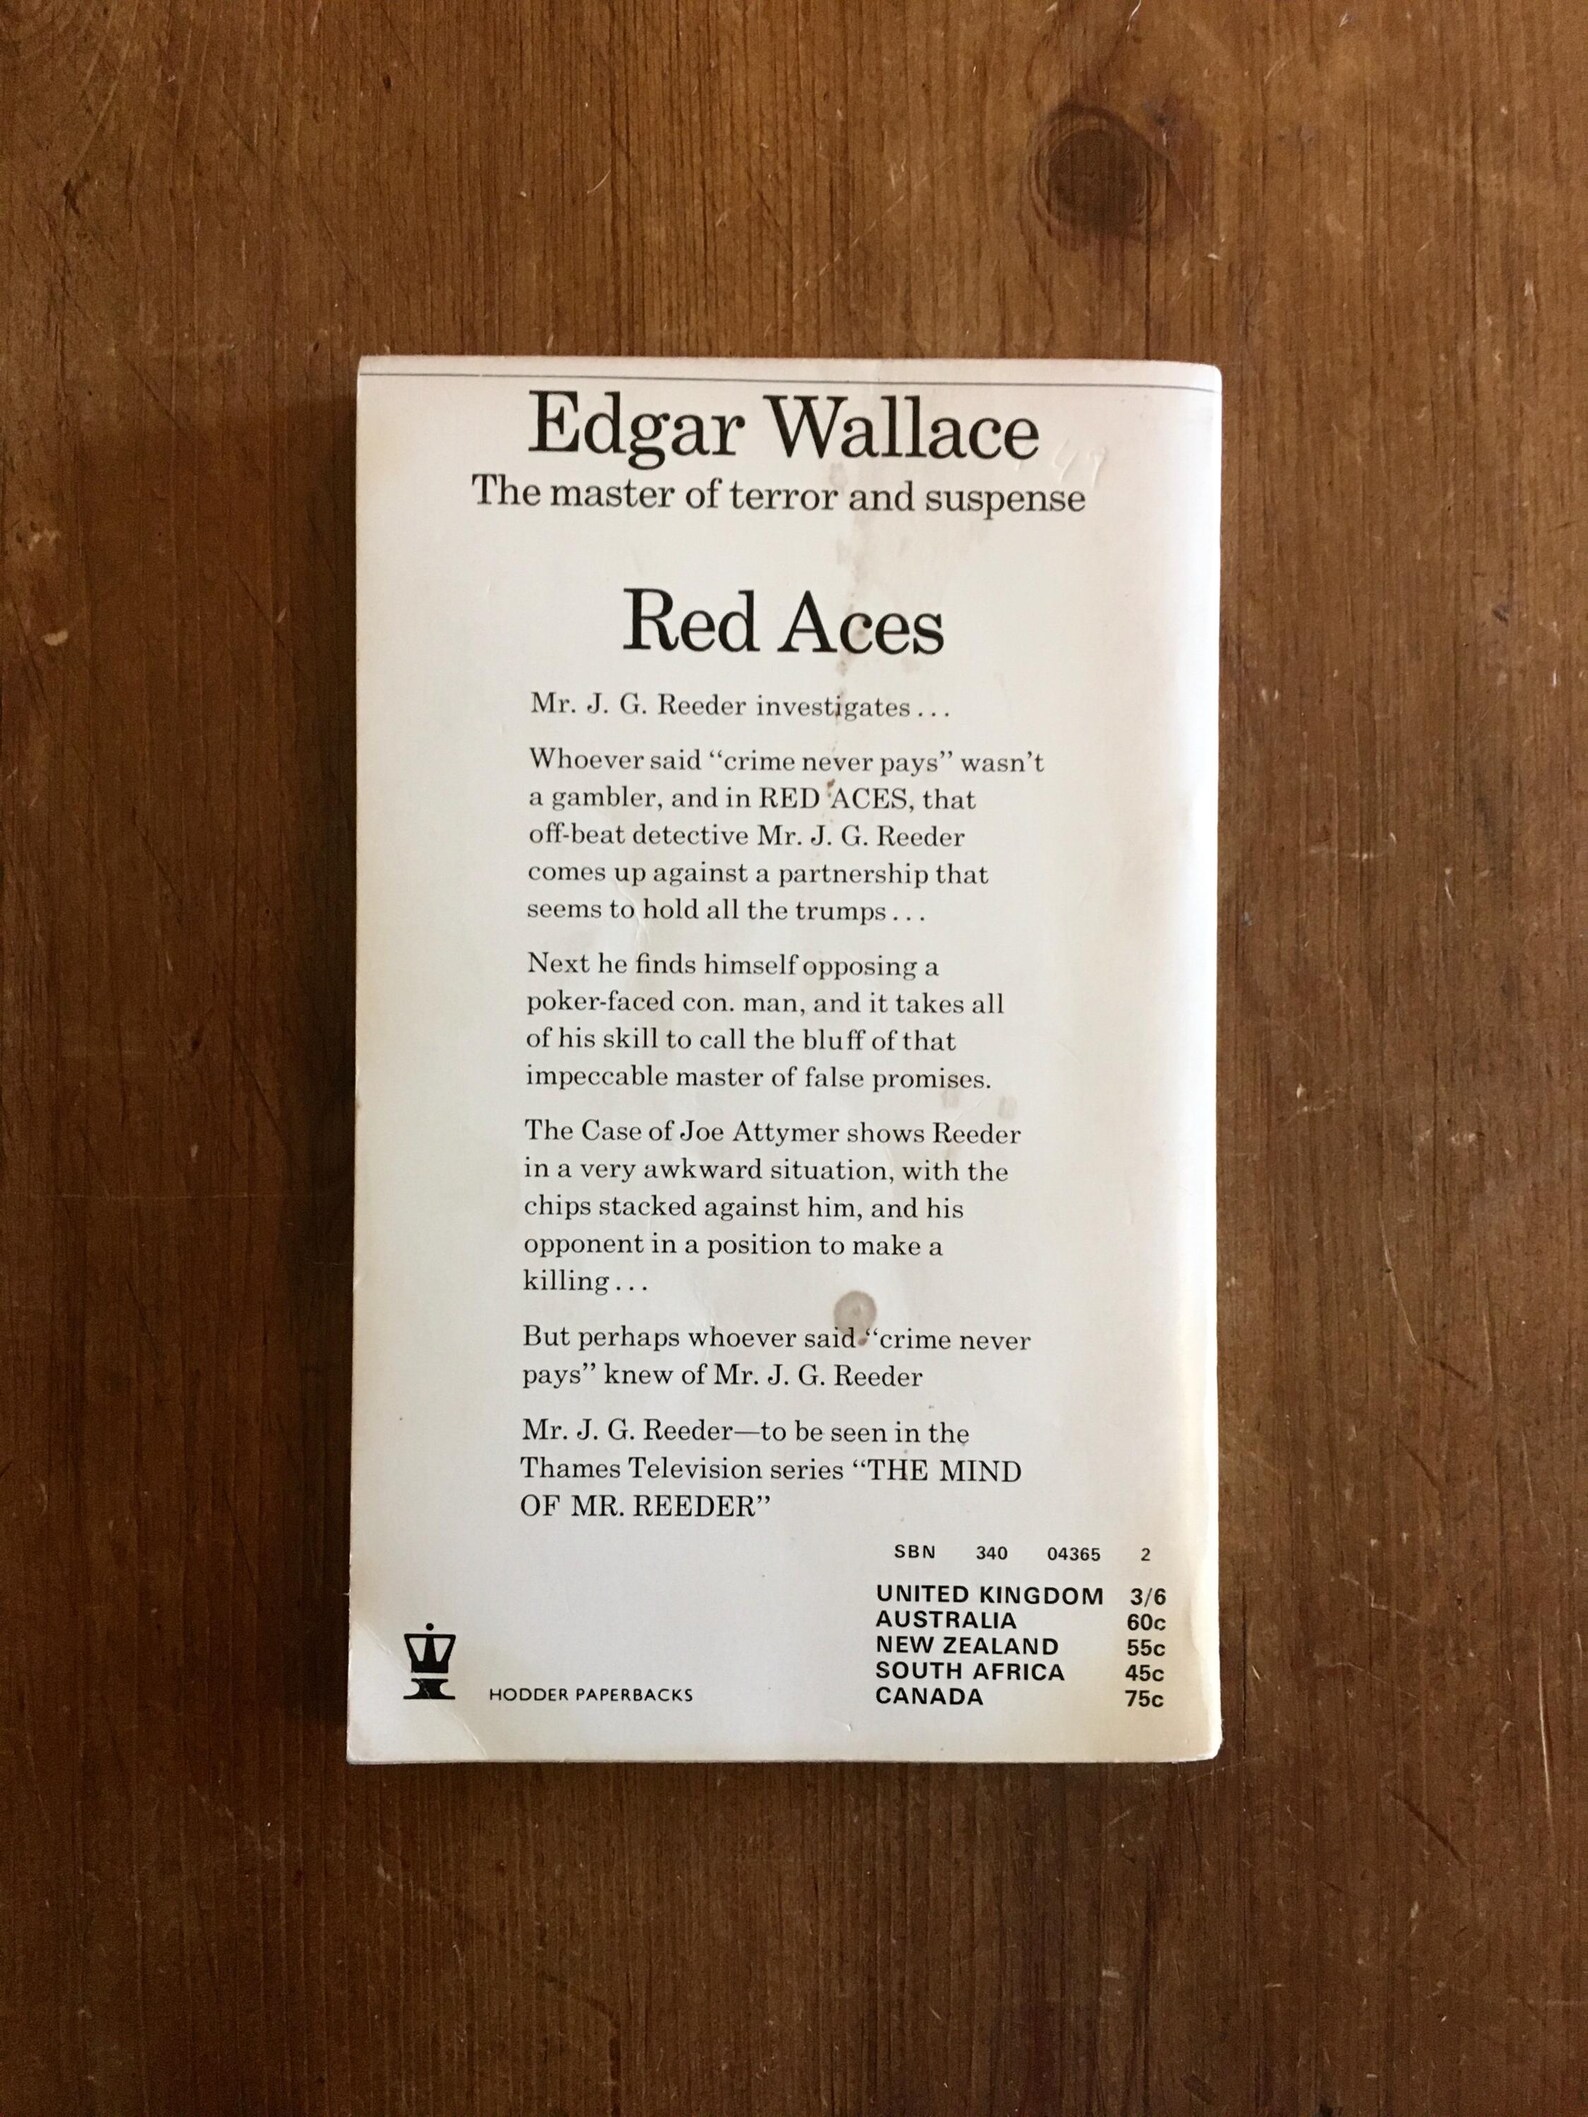 Edgar Wallace
The master of terror and suspense
Red Aces
Mr. J. G. Reeder investigates...
Whoever said “crime never pays” wasn’t
a gambler, and in RED ACES, that
off-beat detective Mr. J. G. Reeder
comes up against a partnership that
seems to hold all the trumps...
Next he finds himself opposing a
poker-faced con. man, and it takes all
of his skill to call the bluff of that
impeccable master of false promises.
The Case of Joe Attymer shows Reeder
in a very awkward situation, with the
chips stacked against him, and his
opponent in a position to make a
killing...
But perhaps whoever said “crime never
pays” knew of Mr. J. G. Reeder
Mr. J. G. Reeder—to be seen in the
Thames Television series “THE MIND
OF MR. REEDER”
SBN 340 04365 2
UNITED KINGDOM 3/6
AUSTRALIA 60c
NEW ZEALAND 55c
SOUTH AFRICA 45c
CANADA 75c
HODDER PAPERBACKS